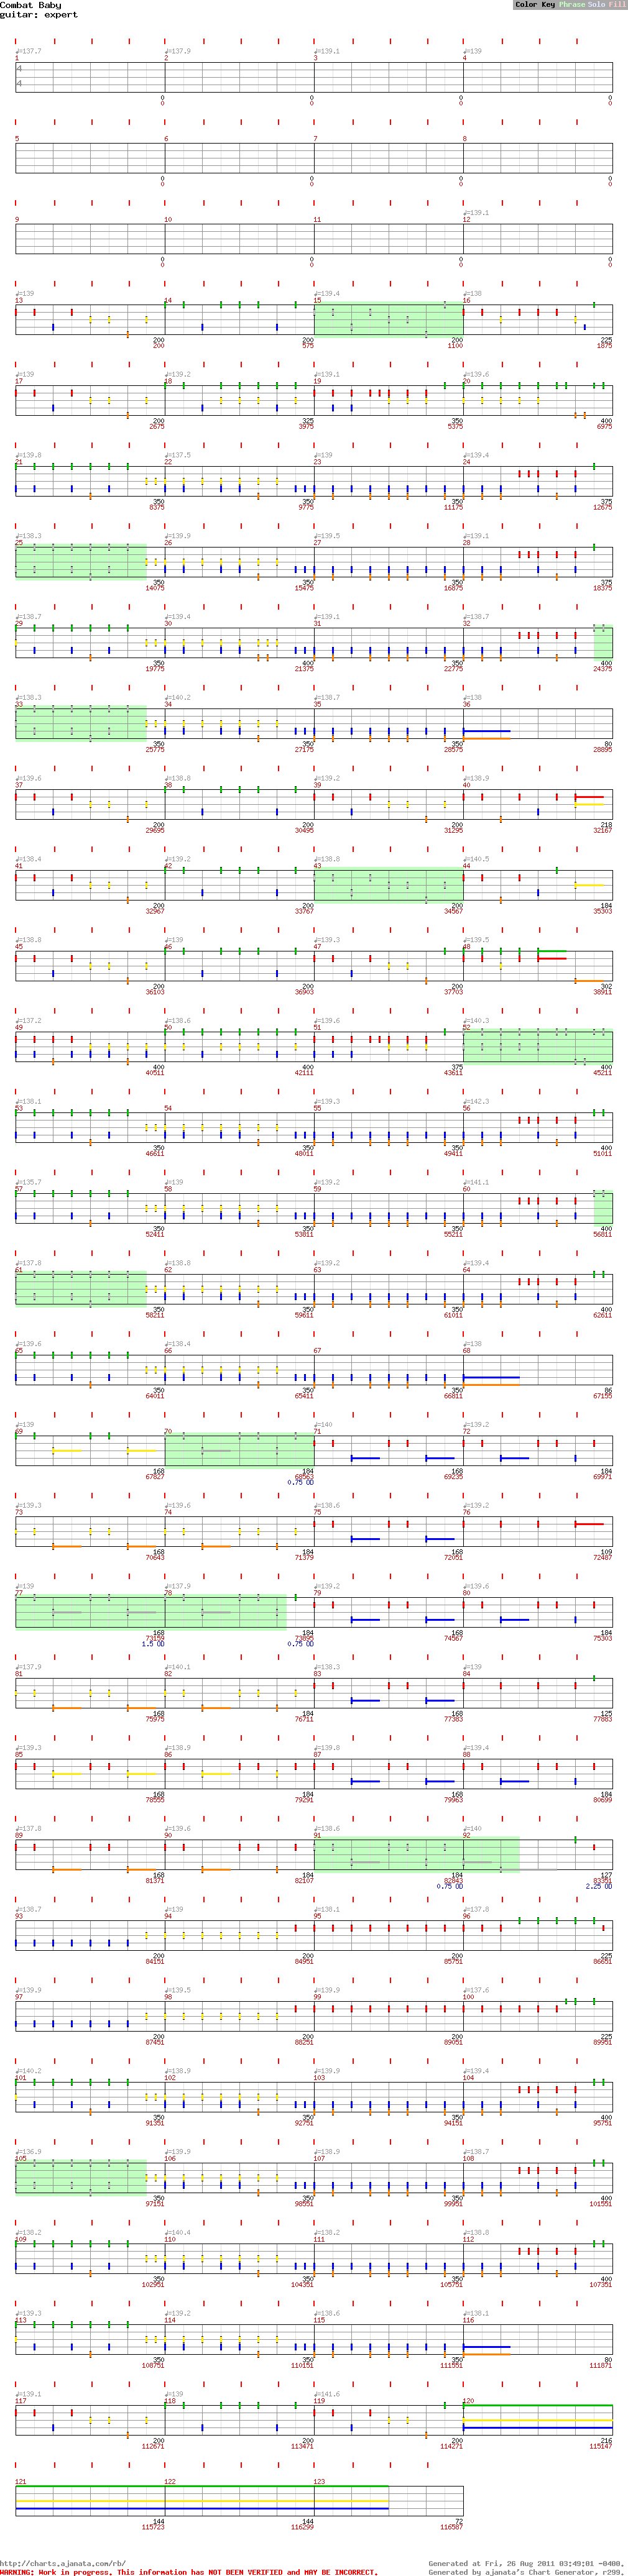 Combat Baby
guitar: expert
Color Key Phrase Solo Fill
♩=137.7 ♩=137.9 ♩=139.1 ♩=139
1 2 3 4
4
4
0 0 0 0
0 0 0 0
5 6 7 8
0 0 0 0
0 0 0 0
♩=139.1
9 10 11 12
0 0 0 0
0 0 0 0
♩=139 ♩=139.4 ♩=138
13 14 15 16
200 200 200 225
200 575 1100 1875
♩=139 ♩=139.2 ♩=139.1 ♩=139.6
17 18 19 20
200 325 350 400
2675 3975 5375 6975
♩=139.8 ♩=137.5 ♩=139 ♩=139.4
21 22 23 24
350 350 350 375
8375 9775 11175 12675
♩=138.3 ♩=139.9 ♩=139.5 ♩=139.1
25 26 27 28
350 350 350 375
14075 15475 16875 18375
♩=138.7 ♩=139.4 ♩=139.1 ♩=138.7
29 30 31 32
350 400 350 400
19775 21375 22775 24375
♩=138.3 ♩=140.2 ♩=138.7 ♩=138
33 34 35 36
350 350 350 80
25775 27175 28575 28895
♩=139.6 ♩=138.8 ♩=139.2 ♩=138.9
37 38 39 40
200 200 200 218
29695 30495 31295 32167
♩=138.4 ♩=139.2 ♩=138.8 ♩=140.5
41 42 43 44
200 200 200 184
32967 33767 34567 35303
♩=138.8 ♩=139 ♩=139.3 ♩=139.5
45 46 47 48
200 200 200 302
36103 36903 37703 38911
♩=137.2 ♩=138.6 ♩=139.6 ♩=140.3
49 50 51 52
400 400 375 400
40511 42111 43611 45211
♩=138.1 ♩=139.3 ♩=142.3
53 54 55 56
350 350 350 400
46611 48011 49411 51011
♩=135.7 ♩=139 ♩=139.2 ♩=141.1
57 58 59 60
350 350 350 400
52411 53811 55211 56811
♩=137.8 ♩=138.8 ♩=139.2 ♩=139.4
61 62 63 64
350 350 350 400
58211 59611 61011 62611
♩=139.6 ♩=138.4 ♩=138
65 66 67 68
350 350 350 86
64011 65411 66811 67155
♩=139 ♩=140 ♩=139.2
69 70 71 72
168 184 168 184
67827 68563 69235 69971
0.75 OD
♩=139.3 ♩=139.6 ♩=138.6 ♩=139.2
73 74 75 76
168 184 168 109
70643 71379 72051 72487
♩=139 ♩=137.9 ♩=139.2 ♩=139.6
77 78 79 80
168 184 168 184
73159 73895 74567 75303
1.5 OD 0.75 OD
♩=137.9 ♩=140.1 ♩=138.3 ♩=139
81 82 83 84
168 184 168 125
75975 76711 77383 77883
♩=139.3 ♩=138.9 ♩=139.8 ♩=139.4
85 86 87 88
168 184 168 184
78555 79291 79963 80699
♩=137.8 ♩=139.6 ♩=138.6 ♩=140
89 90 91 92
168 184 184 127
81371 82107 82843 83351
0.75 OD 2.25 OD
♩=138.7 ♩=139 ♩=138.1 ♩=137.8
93 94 95 96
200 200 200 225
84151 84951 85751 86651
♩=139.9 ♩=139.5 ♩=139.9 ♩=137.6
97 98 99 100
200 200 200 225
87451 88251 89051 89951
♩=140.2 ♩=138.9 ♩=139.9 ♩=139.4
101 102 103 104
350 350 350 400
91351 92751 94151 95751
♩=136.9 ♩=139.9 ♩=138.9 ♩=138.7
105 106 107 108
350 350 350 400
97151 98551 99951 101551
♩=138.2 ♩=140.4 ♩=138.2 ♩=138.8
109 110 111 112
350 350 350 400
102951 104351 105751 107351
♩=139.3 ♩=139.2 ♩=138.6 ♩=138.1
113 114 115 116
350 350 350 80
108751 110151 111551 111871
♩=139.1 ♩=139 ♩=141.6
117 118 119 120
200 200 200 216
112671 113471 114271 115147
121 122 123
144 144 72
115723 116299 116587
http://charts.ajanata.com/rb/ Generated at Fri, 26 Aug 2011 03:49:01 -0400.
WARNING: Work in progress. This information has NOT BEEN VERIFIED and MAY BE INCORRECT. Generated by ajanata's Chart Generator, r299.